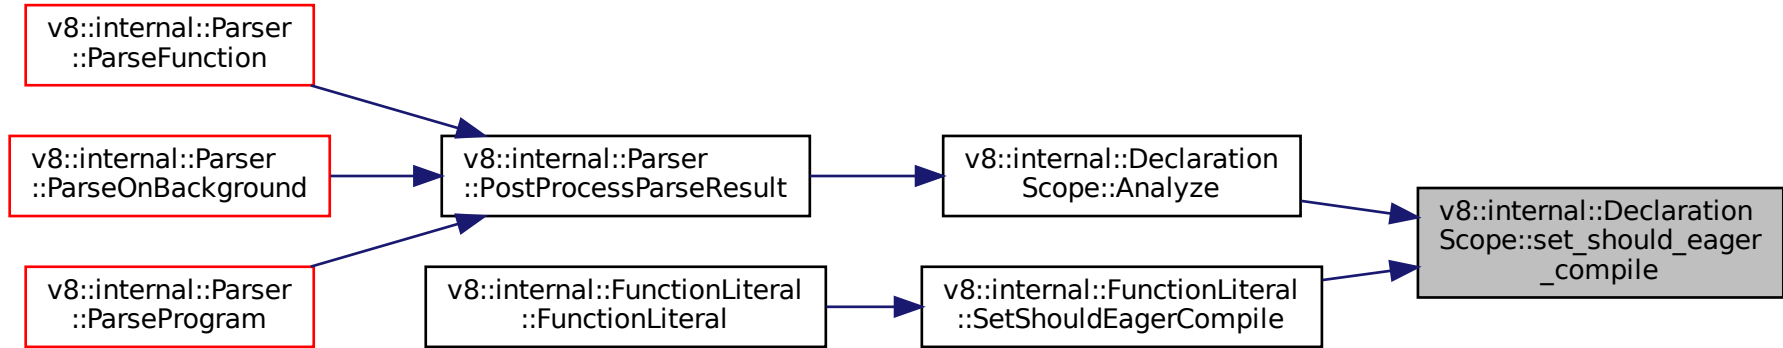 v8::internal::Parser
::ParseFunction
v8::internal::Parser
::ParseOnBackground
v8::internal::Parser
::ParseProgram
v8::internal::Parser
::PostProcessParseResult
v8::internal::FunctionLiteral
::FunctionLiteral
v8::internal::Declaration
Scope::Analyze
v8::internal::FunctionLiteral
::SetShouldEagerCompile
v8::internal::Declaration
Scope::set_should_eager
_compile